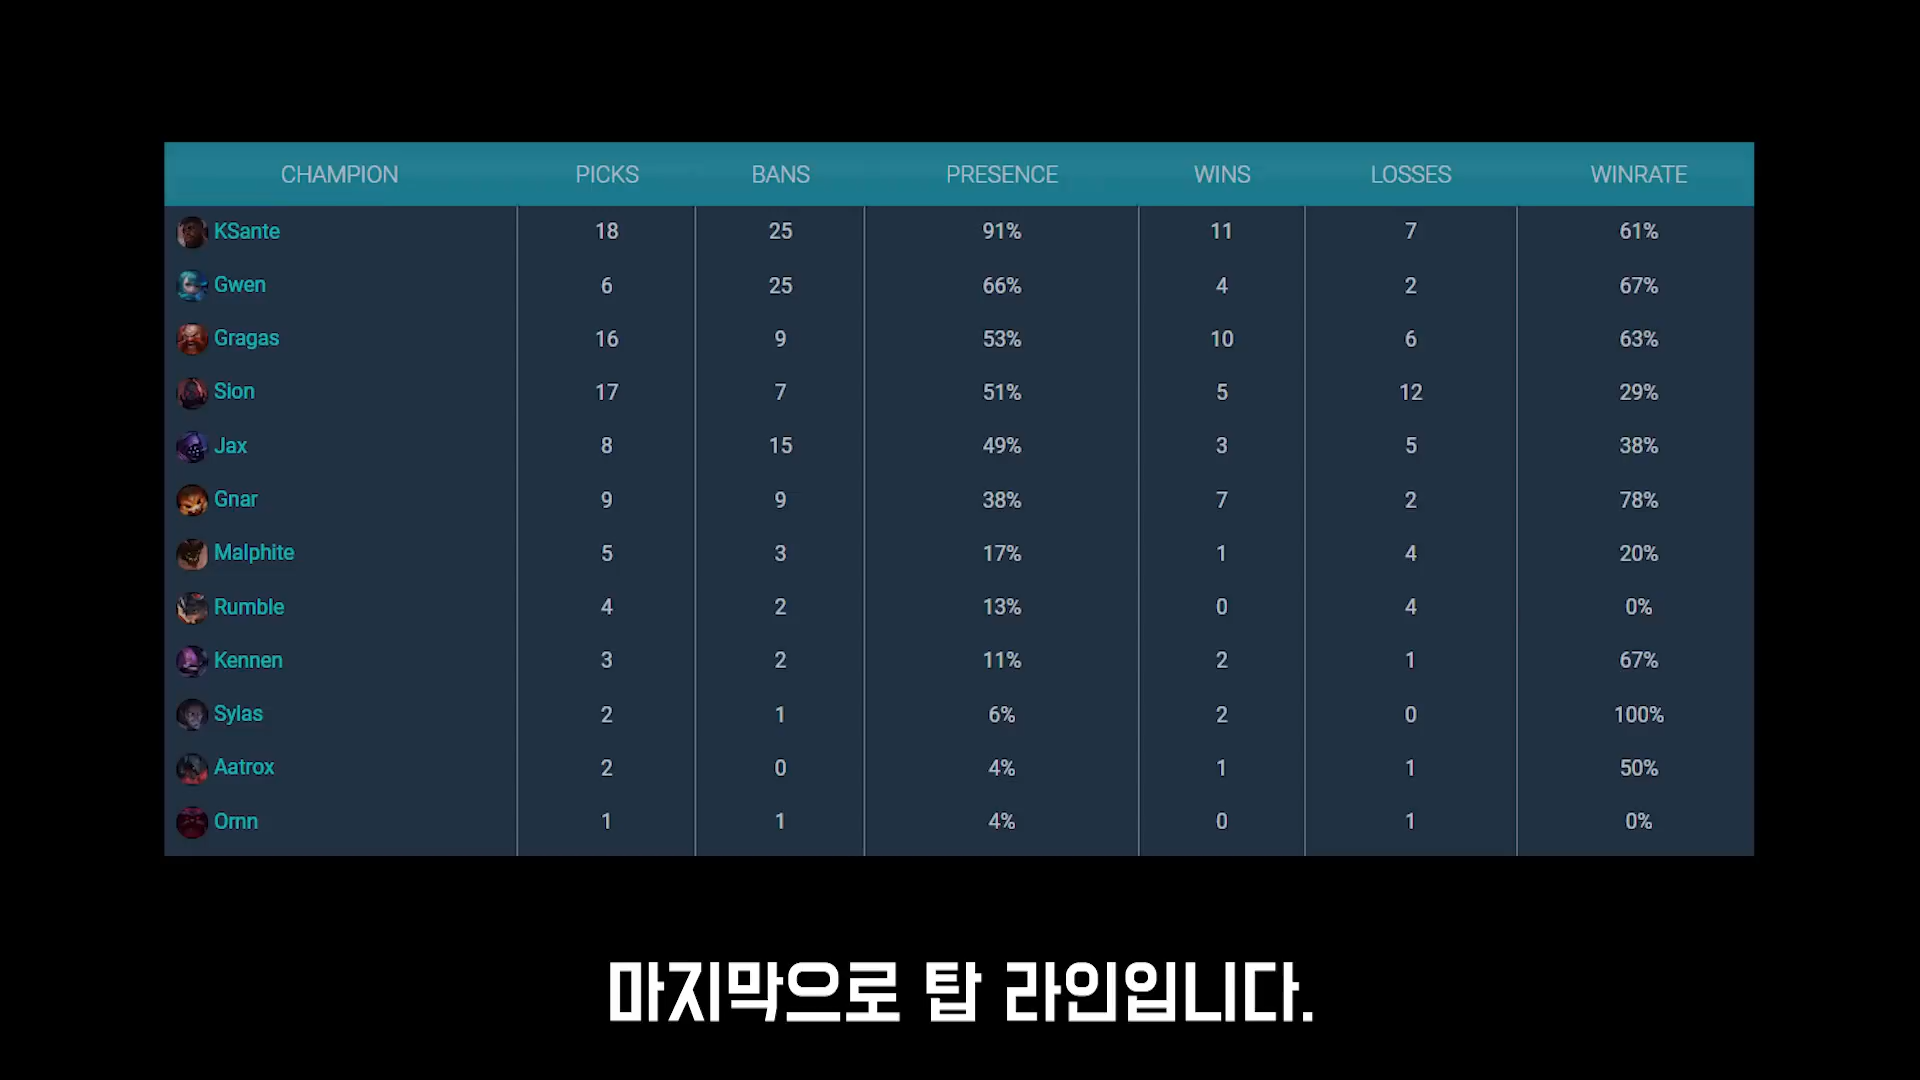 CHAMPION PICKS BANS PRESENCE WINS LOSSES WINRATE
KSante 18 25 91% 11 7 61%
Gwen 6 25 66% 4 2 67%
Gragas 16 9 53% 10 6 63%
Sion 17 7 51% 5 12 29%
Jax 8 15 49% 3 5 38%
Gnar 9 9 38% 7 2 78%
Malphite 5 3 17% 1 4 20%
Rumble 4 2 13% 0 4 0%
Kennen 3 2 11% 2 1 67%
Sylas 2 1 6% 2 0 100%
Aatrox 2 0 4% 1 1 50%
Ornn 1 1 4% 0 1 0%
마지막으로 탑 라인입니다.